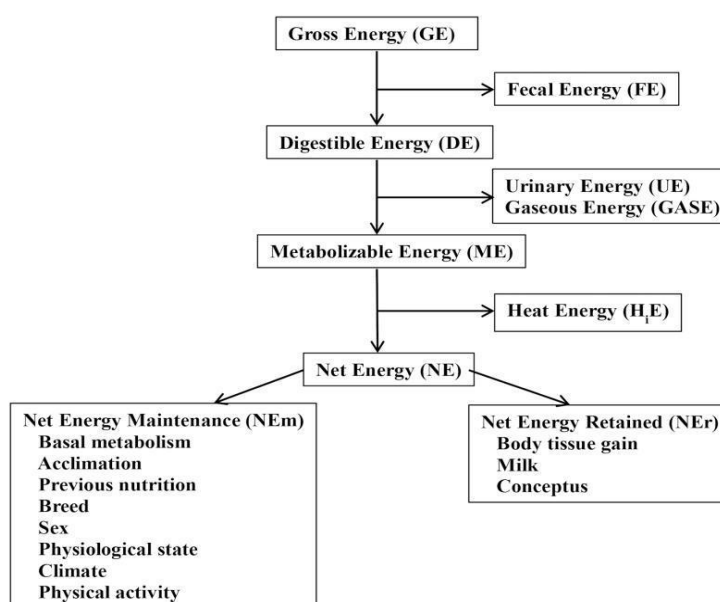 Gross Energy (GE)
Fecal Energy (FE)
Digestible Energy (DE)
Urinary Energy (UE)
Gaseous Energy (GASE)
Metabolizable Energy (ME)
Heat Energy (HiE)
Net Energy (NE)
Net Energy Maintenance (NEm)
Basal metabolism
Acclimation
Previous nutrition
Breed
Sex
Physiological state
Climate
Physical activity
Net Energy Retained (NEr)
Body tissue gain
Milk
Conceptus